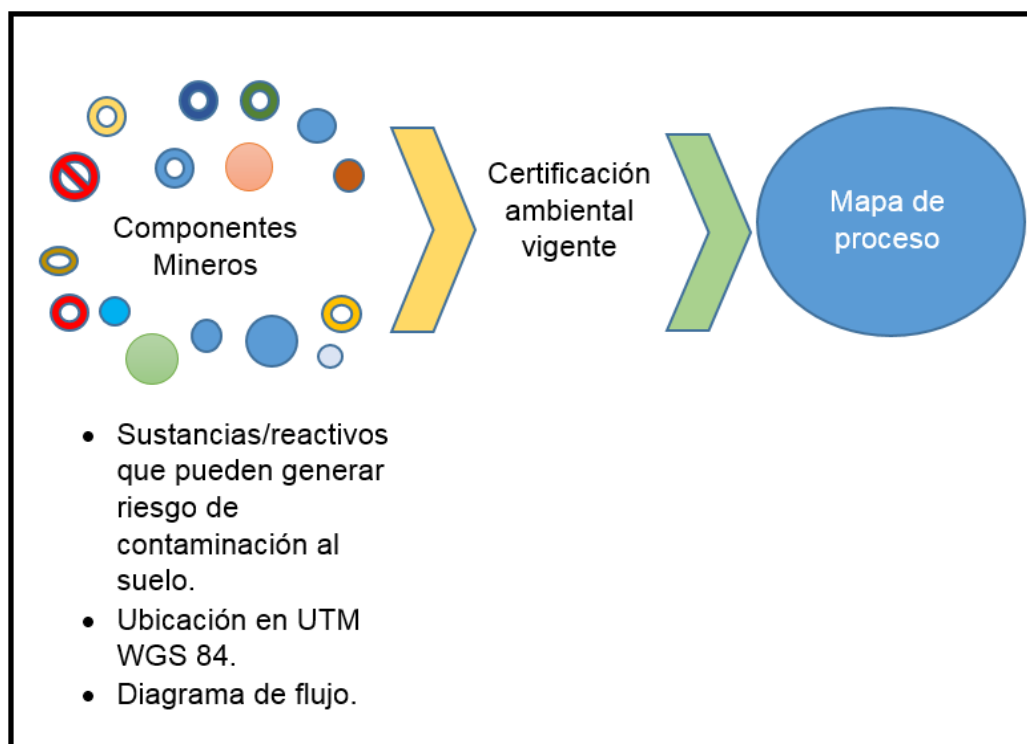 Componentes
Mineros
Certificación
ambiental
vigente
Mapa de
proceso
• Sustancias/reactivos
que pueden generar
riesgo de
contaminación al
suelo.
• Ubicación en UTM
WGS 84.
• Diagrama de flujo.